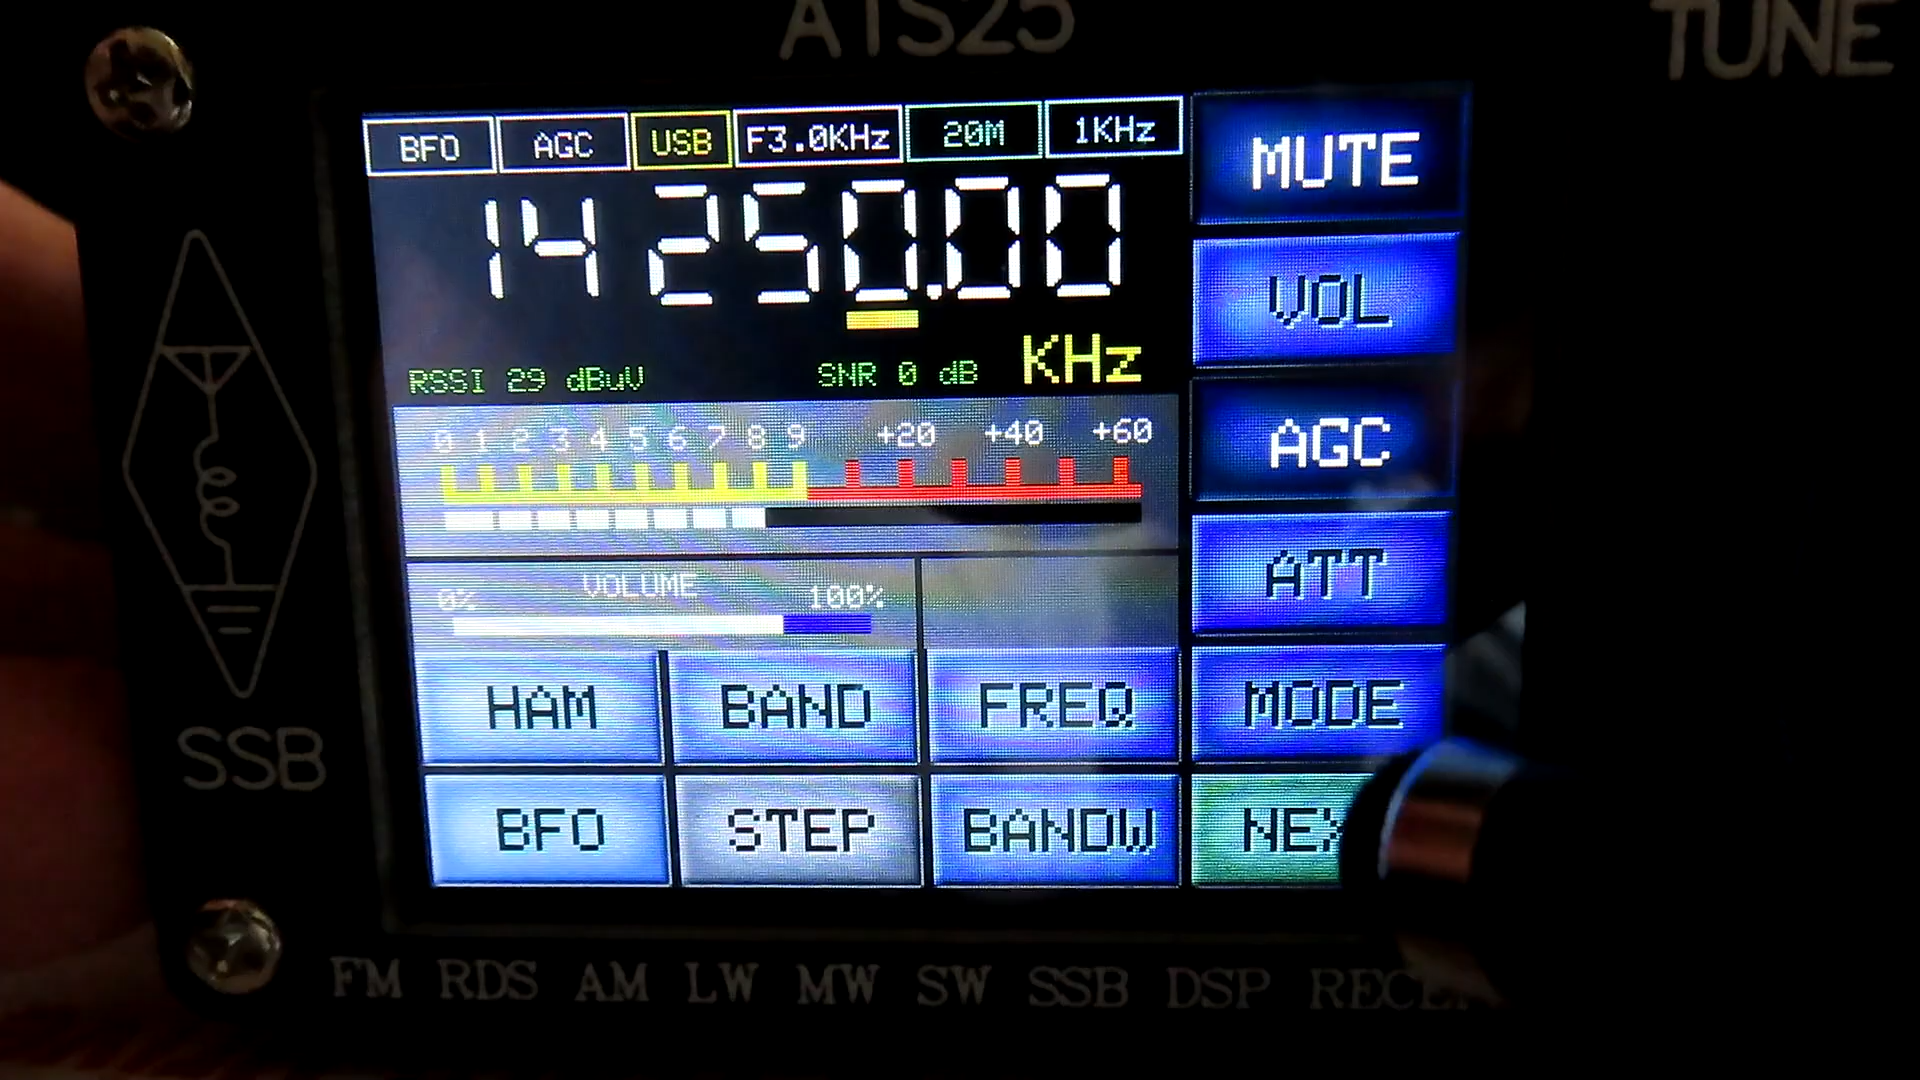 ATS25
TUNE
BFO AGC USB F3.0KHz 20M 1KHz
14 250.00
KHz
RSSI 29 dBuV SNR 0 dB
0 1 2 3 4 5 6 7 8 9 +20 +40 +60
0% VOLUME 100%
HAM BAND FREQ
BFO STEP BANDW
MUTE
VOL
AGC
ATT
MODE
NEX
SSB
FM RDS AM LW MW SW SSB DSP RECE